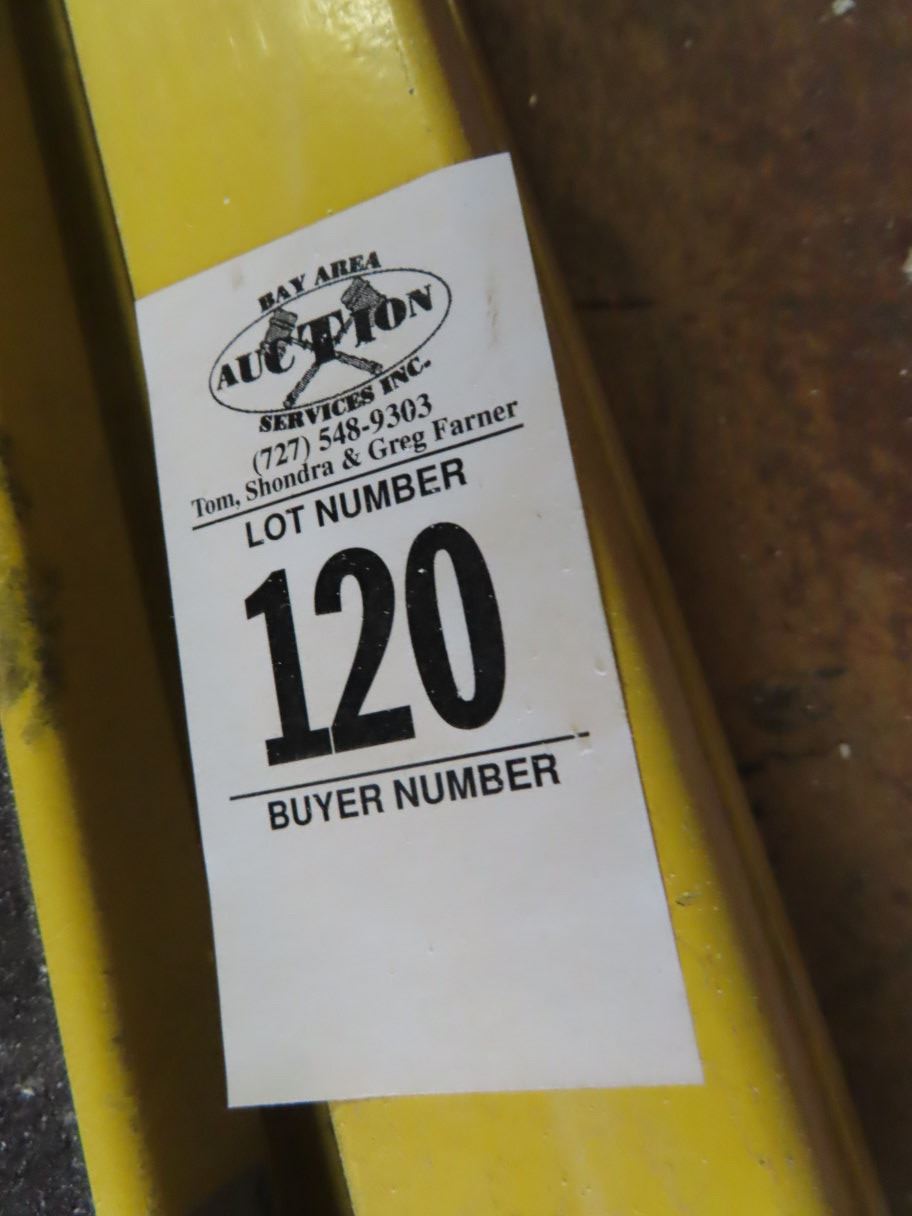 BAY AREA
AUCTION
SERVICES INC.
(727) 548-9303
Tom, Shondra & Greg Farner
LOT NUMBER
120
BUYER NUMBER